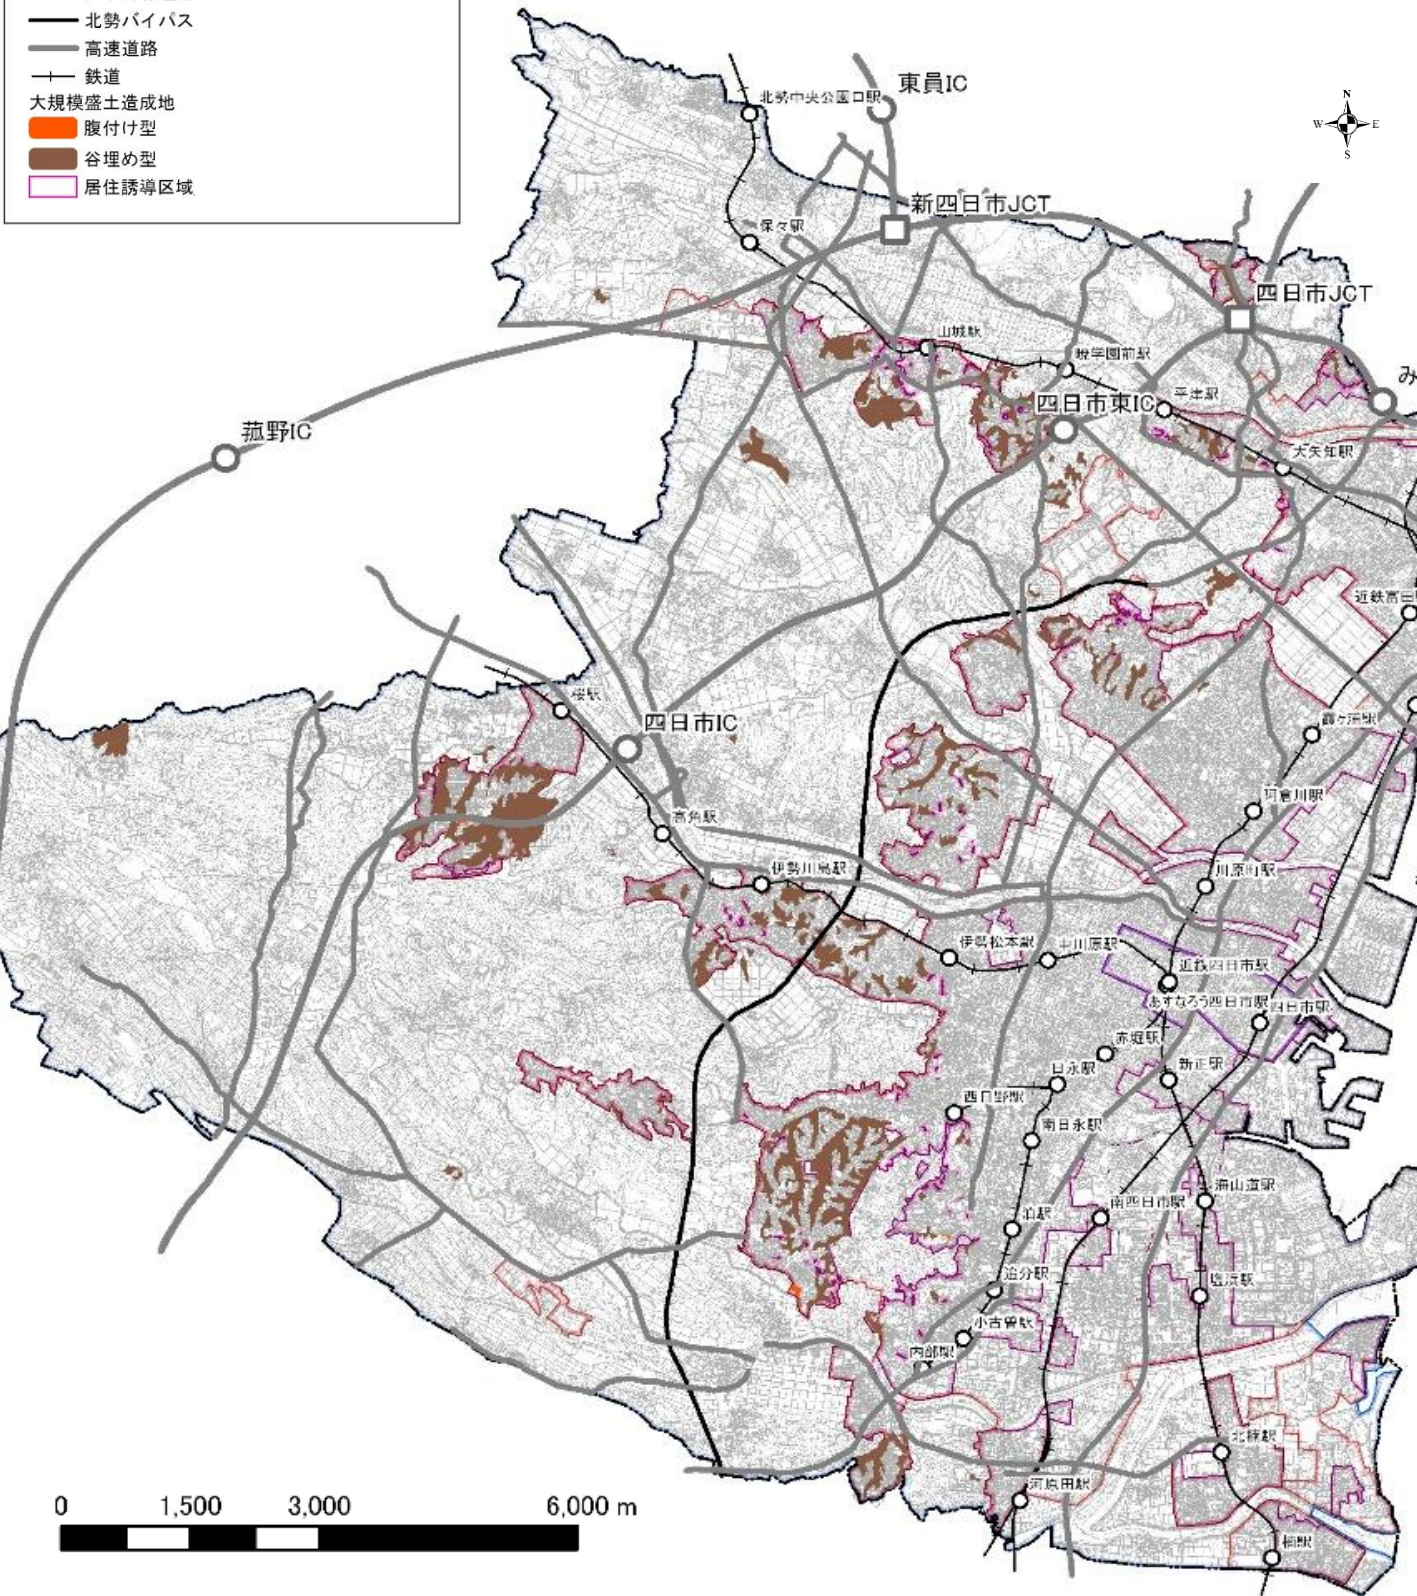 北勢バイパス
高速道路
鉄道
大規模盛土造成地
腹付け型
谷埋め型
居住誘導区域
東員IC
北勢中央公園口駅
N
W E
S
新四日市JCT
保々駅
四日市JCT
山城駅
暁学園前駅
み
平津駅
四日市東IC
菰野IC
大矢知駅
近鉄富田
桜駅
四日市IC
霞ヶ浦駅
阿倉川駅
高角駅
伊勢川島駅
川原町駅
伊勢松本駅
中川原駅
近鉄四日市駅
あすなろう四日市駅
四日市駅
赤堀駅
日永駅
新正駅
西日野駅
南日永駅
海山道駅
南四日市駅
泊駅
追分駅
塩浜駅
小古曽駅
内部駅
北楠駅
河原田駅
楠駅
0 1,500 3,000 6,000 m